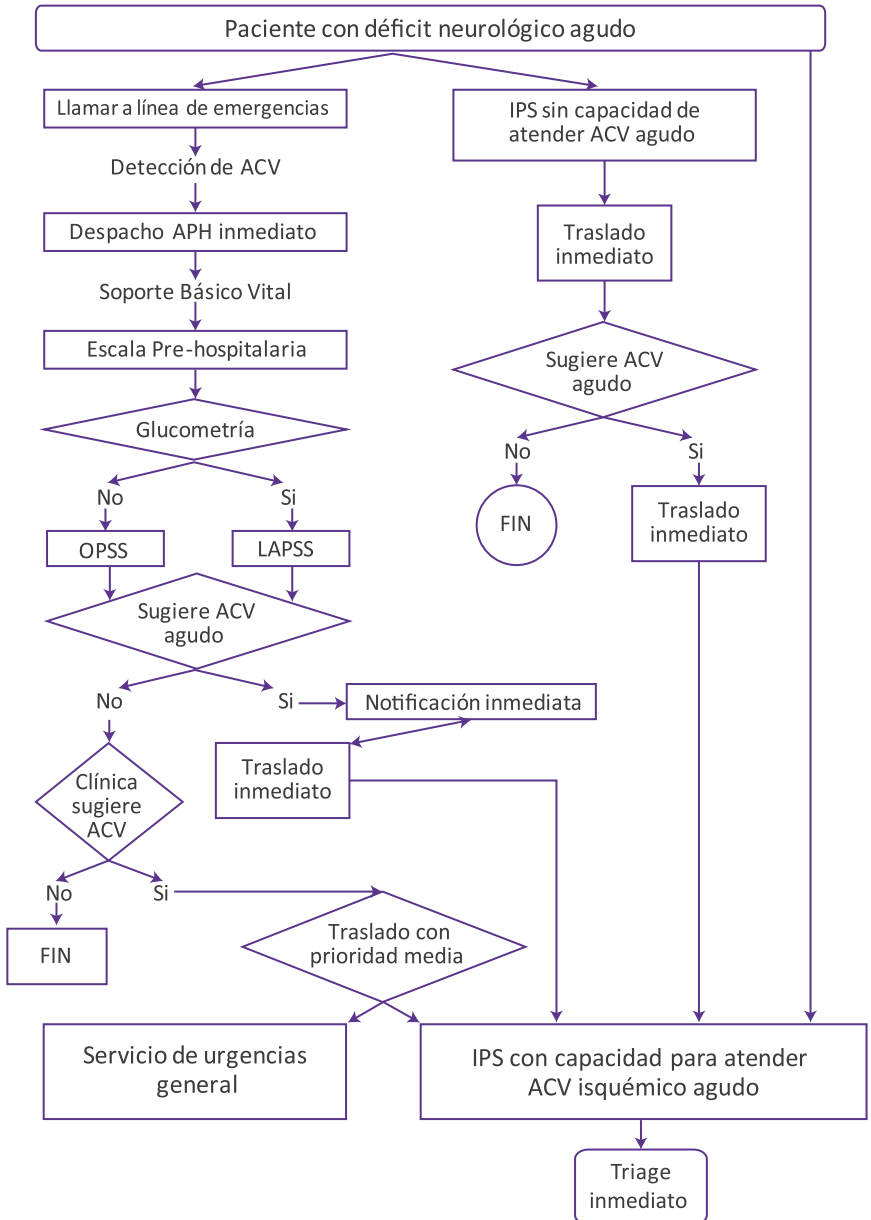 Paciente con déficit neurológico agudo
Llamar a línea de emergencias
IPS sin capacidad de
atender ACV agudo
Detección de ACV
Despacho APH inmediato
Traslado
inmediato
Soporte Básico Vital
Escala Pre-hospitalaria
Sugiere ACV
agudo
Glucometría
No
Si
No
Si
FIN
Traslado
inmediato
OPSS
LAPSS
Sugiere ACV
agudo
No
Si
Notificación inmediata
Traslado
inmediato
Clínica
sugiere
ACV
No
Si
Traslado con
prioridad media
FIN
Servicio de urgencias
general
IPS con capacidad para atender
ACV isquémico agudo
Triage
inmediato